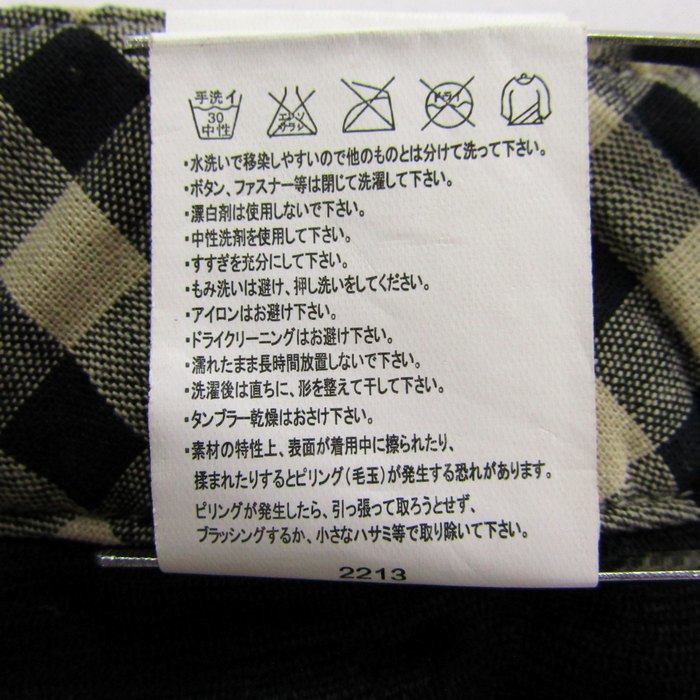 手洗イ
30
中性
エンソ
サラシ
ドライ
・水洗いで移染しやすいので他のものとは分けて洗って下さい。
・ボタン、ファスナー等は閉じて洗濯して下さい。
・漂白剤は使用しないで下さい。
・中性洗剤を使用して下さい。
・すすぎを充分にして下さい。
・もみ洗いは避け、押し洗いをしてください。
・アイロンはお避け下さい。
・ドライクリーニングはお避け下さい。
・濡れたまま長時間放置しないで下さい。
・洗濯後は直ちに、形を整えて干して下さい。
・タンブラー乾燥はおさけ下さい。
・素材の特性上、表面が着用中に擦られたり、
揉まれたりするとピリング(毛玉)が発生する恐れがあります。
ピリングが発生したら、引っ張って取ろうとせず、
ブラッシングするか、小さなハサミ等で取り除いて下さい。
2213